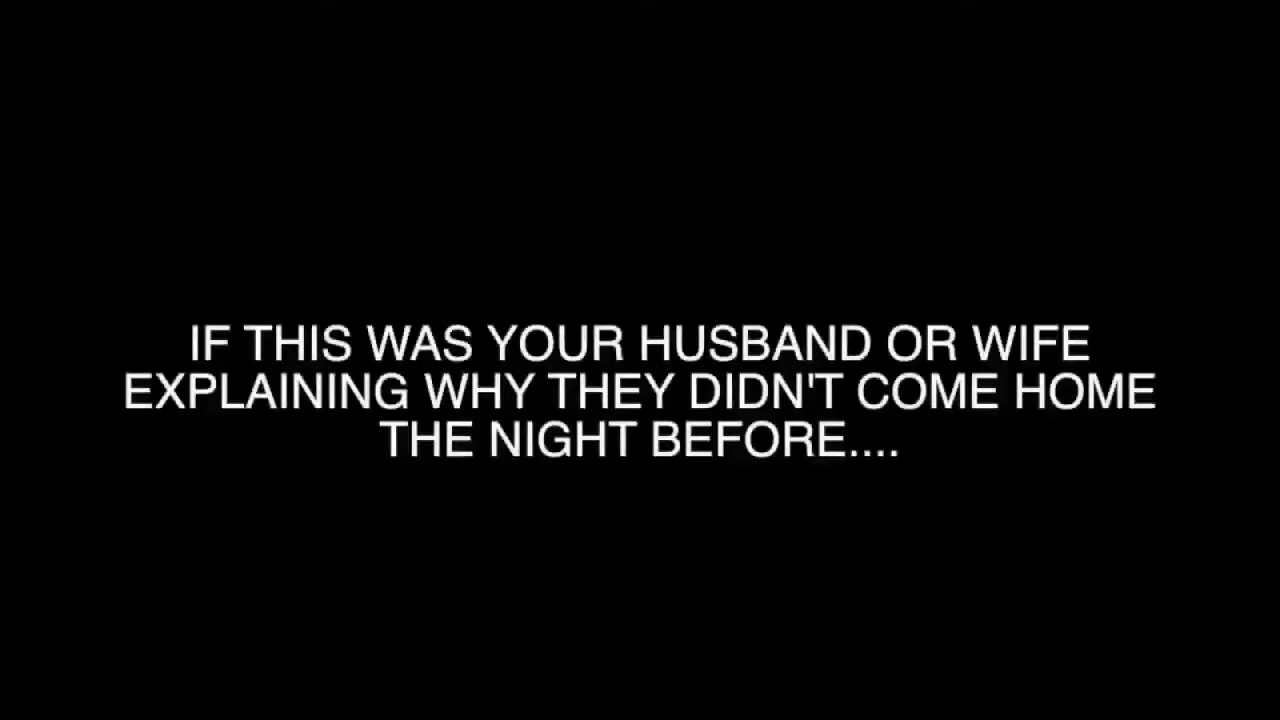 IF THIS WAS YOUR HUSBAND OR WIFE
EXPLAINING WHY THEY DIDN'T COME HOME
THE NIGHT BEFORE....